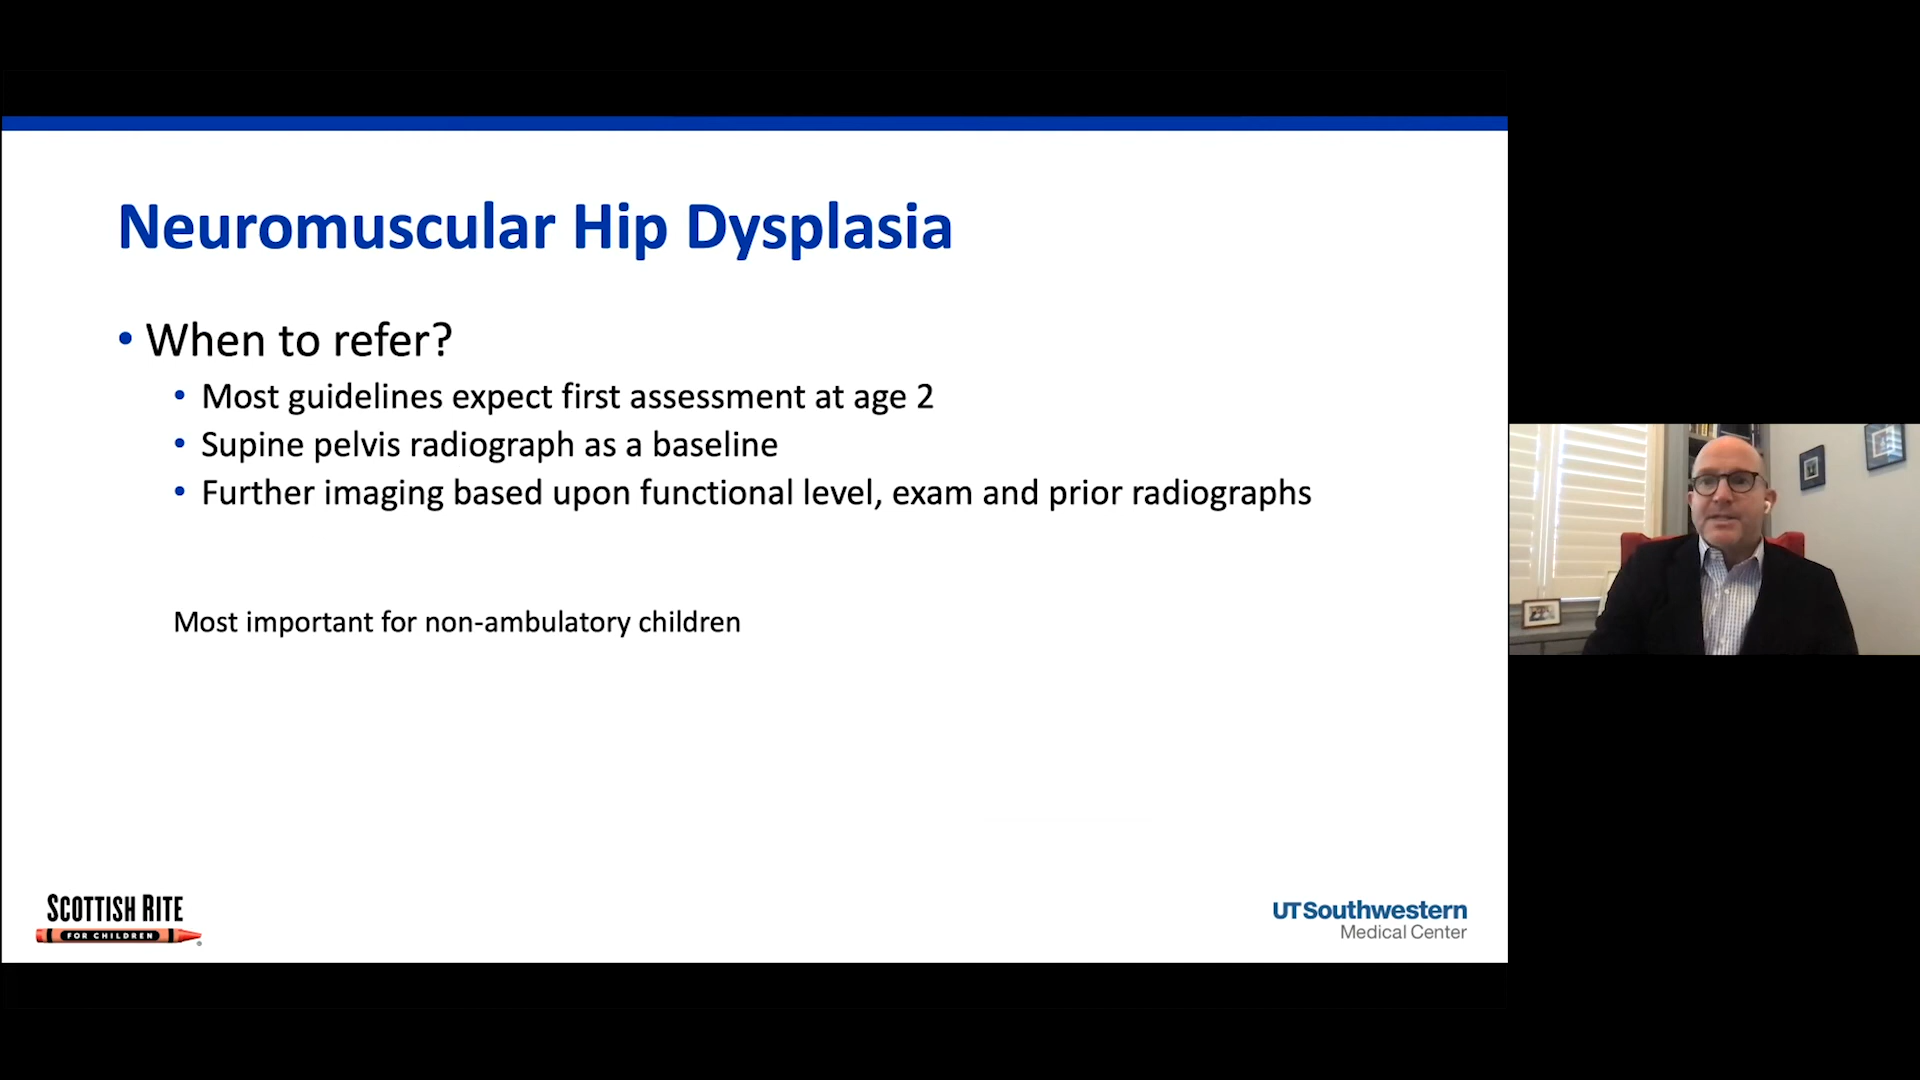 Neuromuscular Hip Dysplasia
• When to refer?
• Most guidelines expect first assessment at age 2
• Supine pelvis radiograph as a baseline
• Further imaging based upon functional level, exam and prior radiographs
Most important for non-ambulatory children
SCOTTISH RITE
FOR CHILDREN
UT Southwestern
Medical Center